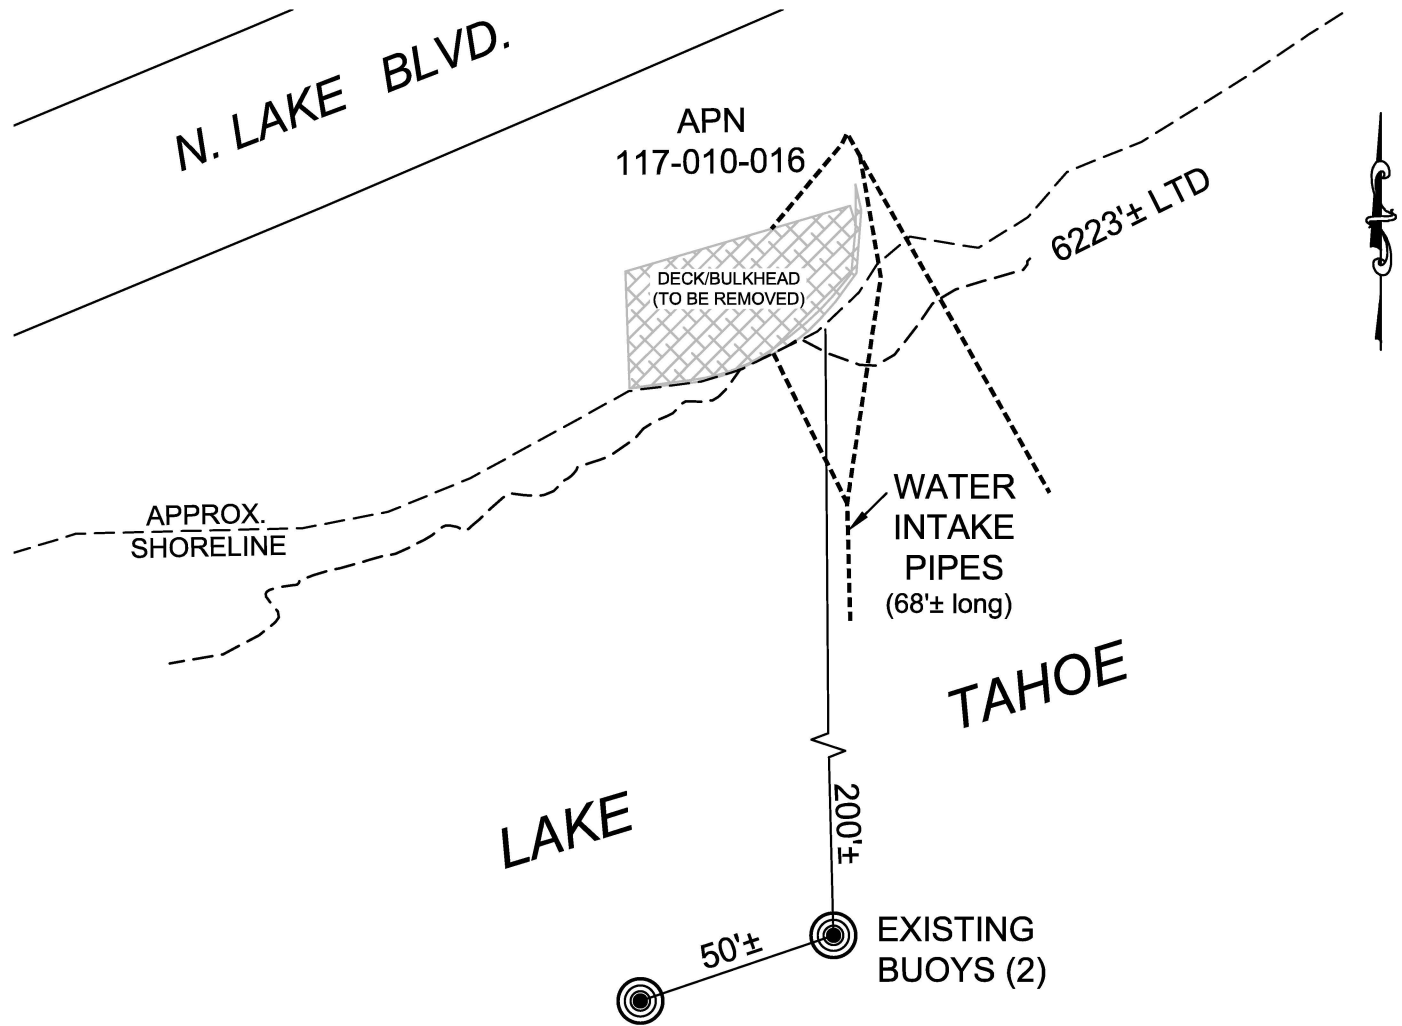 N. LAKE BLVD.
APN
117-010-016
6223'± LTD
DECK/BULKHEAD
(TO BE REMOVED)
APPROX.
SHORELINE
WATER
INTAKE
PIPES
(68'± long)
TAHOE
LAKE
200'±
50'±
EXISTING
BUOYS (2)